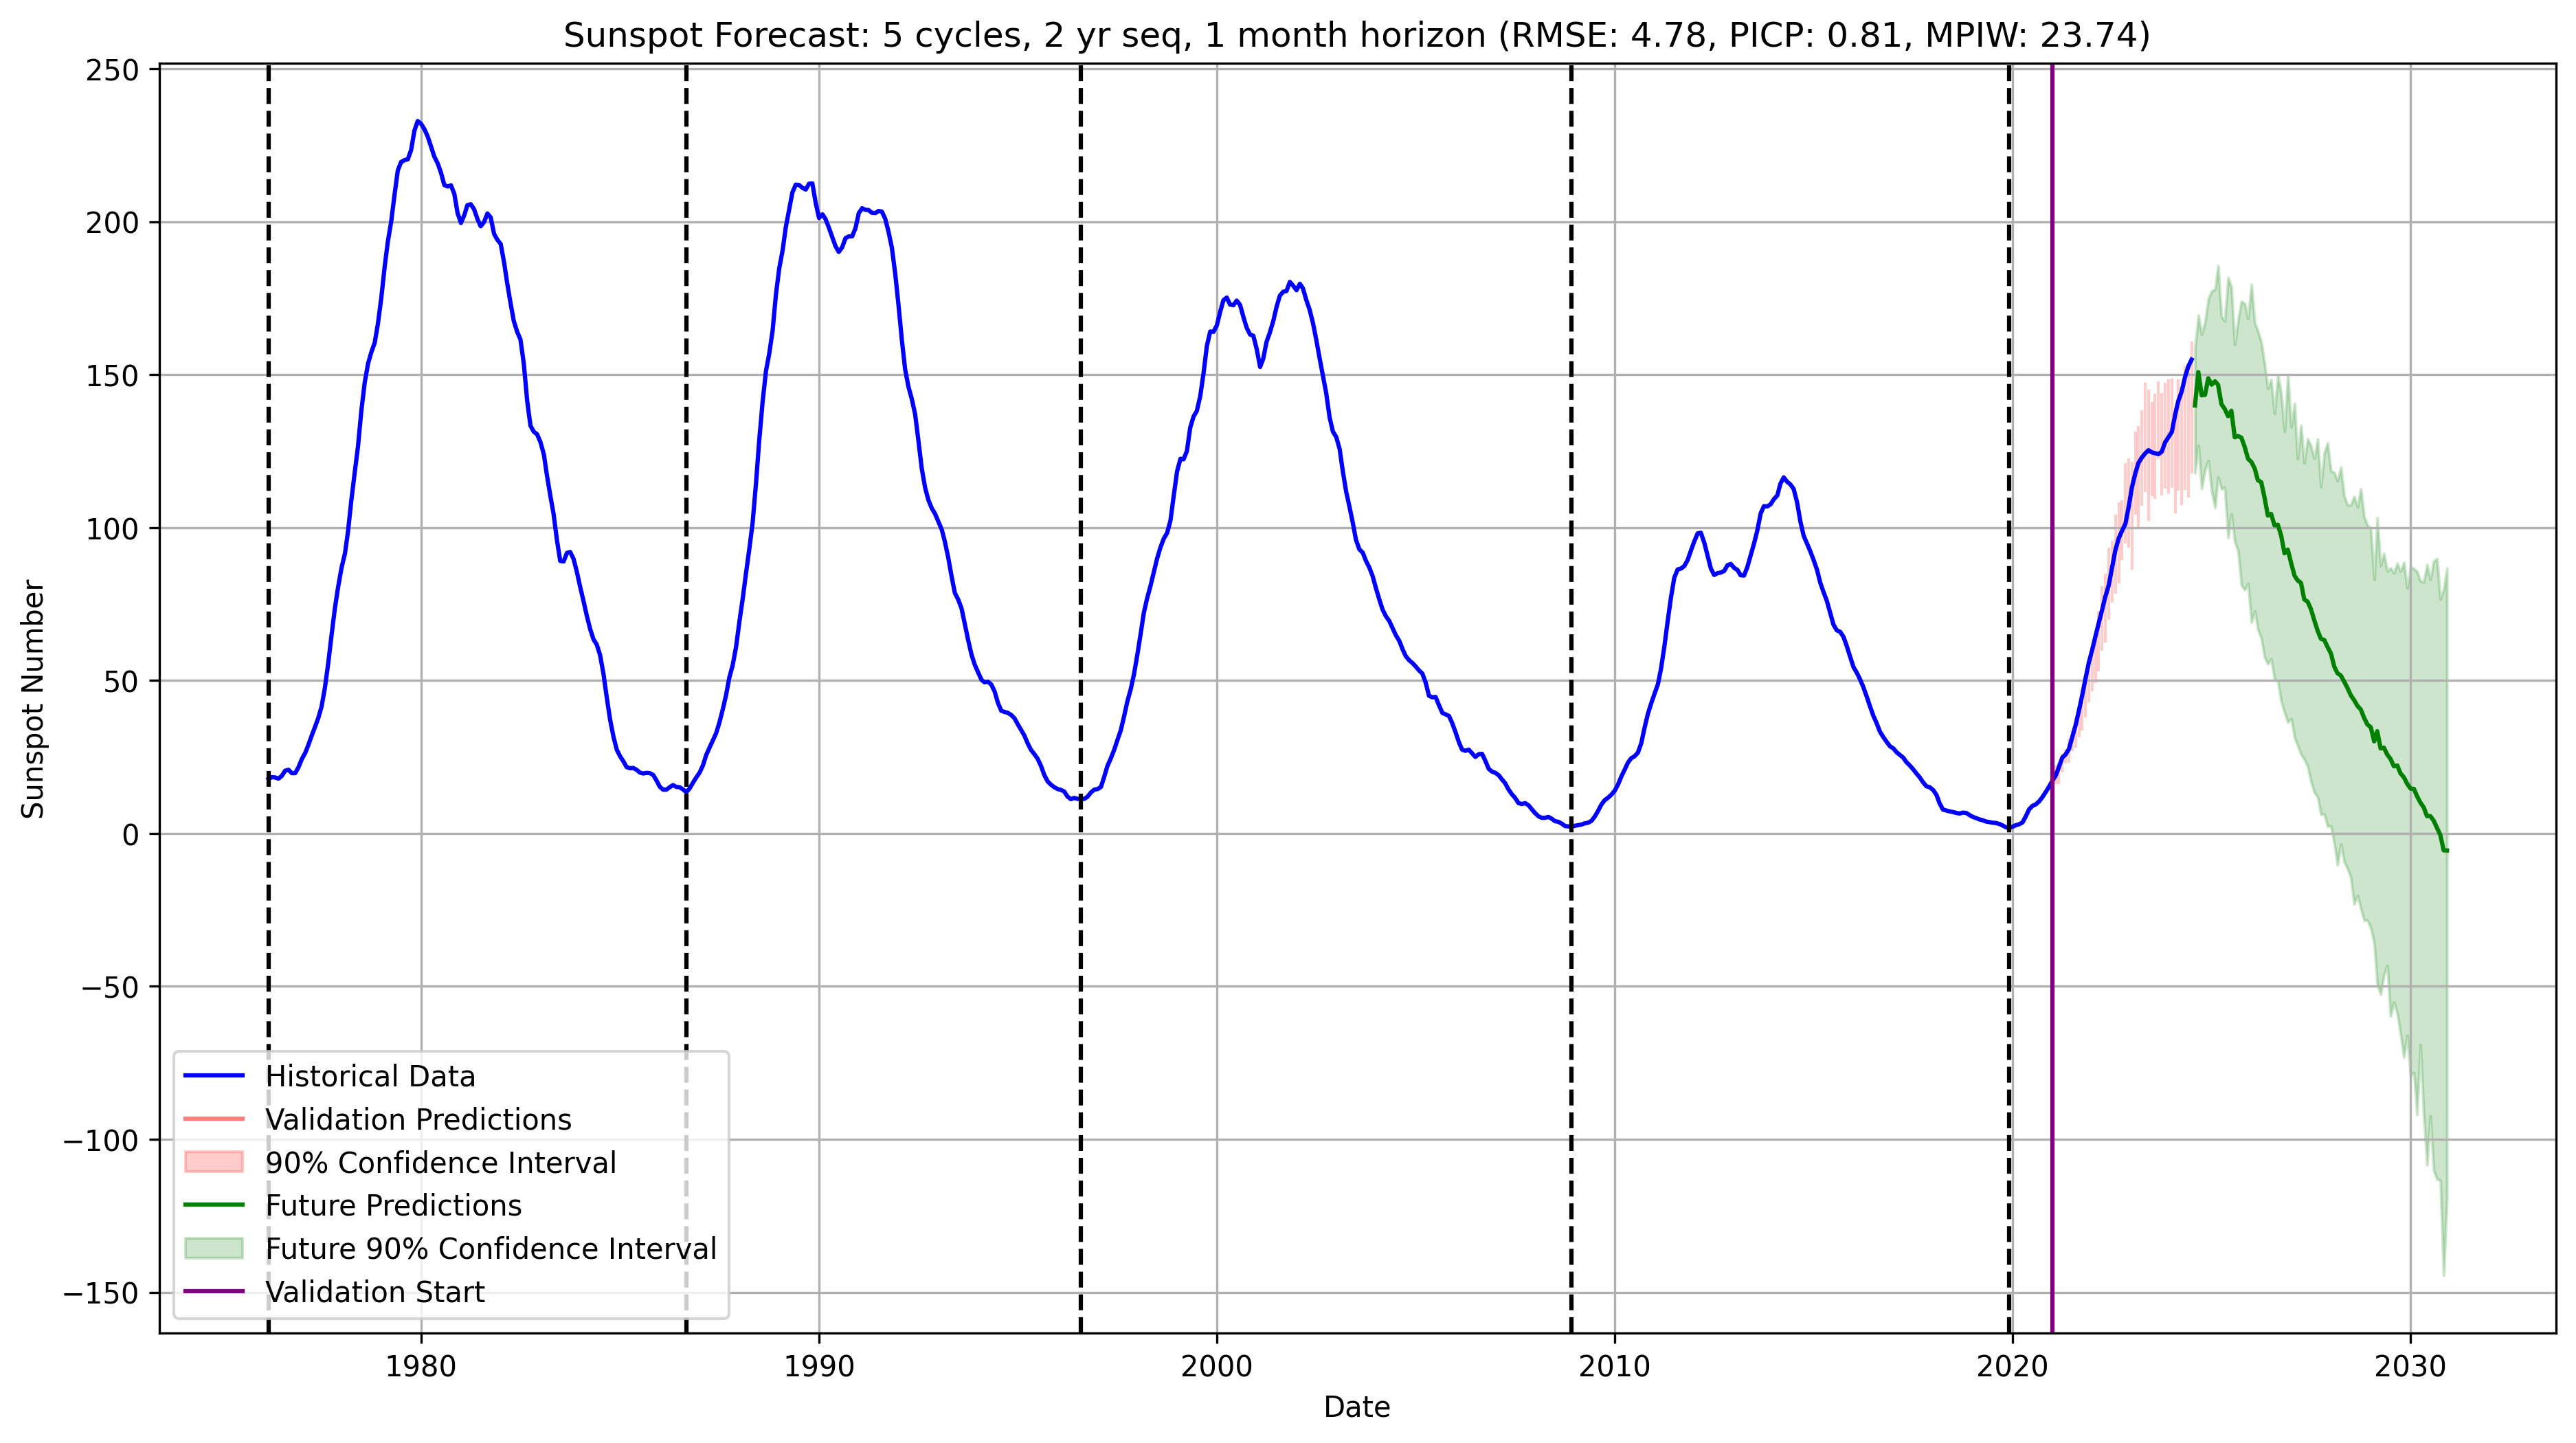 Sunspot Forecast: 5 cycles, 2 yr seq, 1 month horizon (RMSE: 4.78, PICP: 0.81, MPIW: 23.74)
250
200
150
100
50
0
−50
−100
−150
Sunspot Number
Historical Data
Validation Predictions
90% Confidence Interval
Future Predictions
Future 90% Confidence Interval
Validation Start
1980 1990 2000 2010 2020 2030
Date